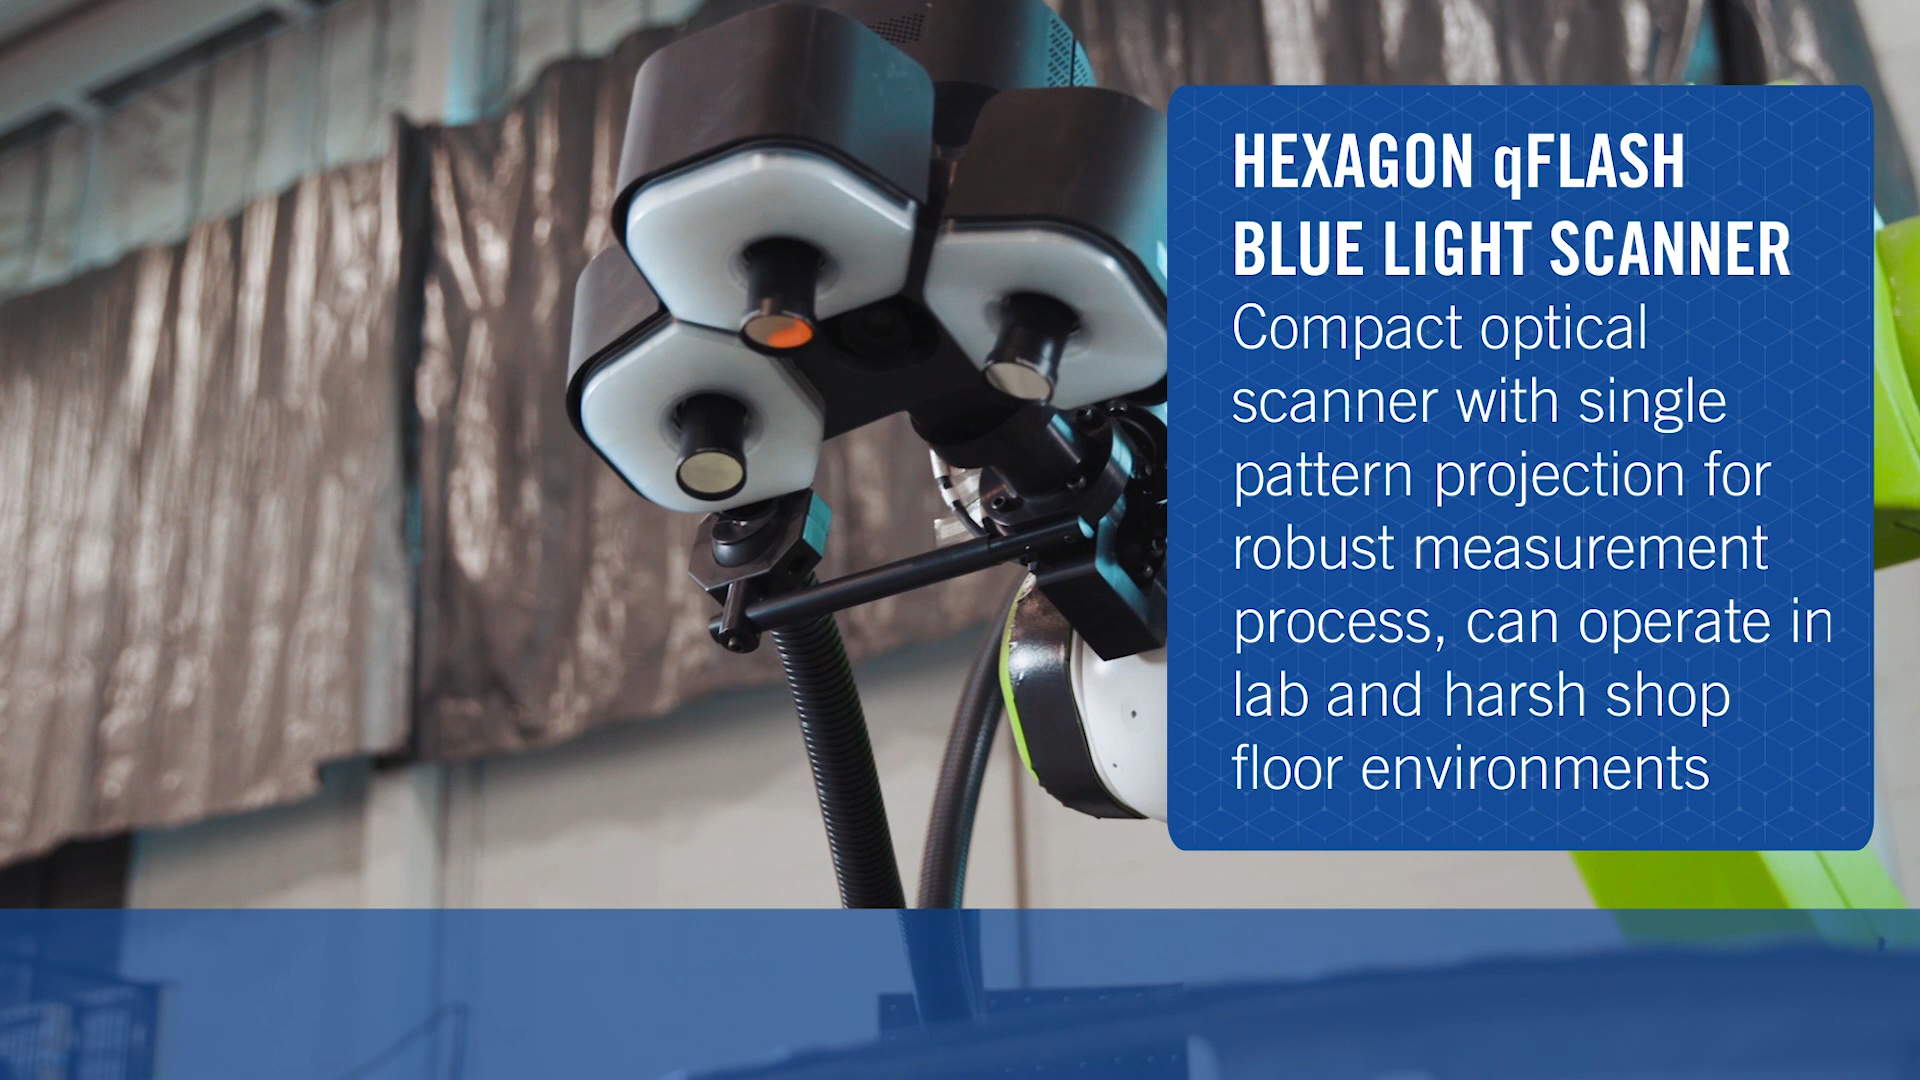 HEXAGON qFLASH
BLUE LIGHT SCANNER
Compact optical
scanner with single
pattern projection for
robust measurement
process, can operate in
lab and harsh shop
floor environments